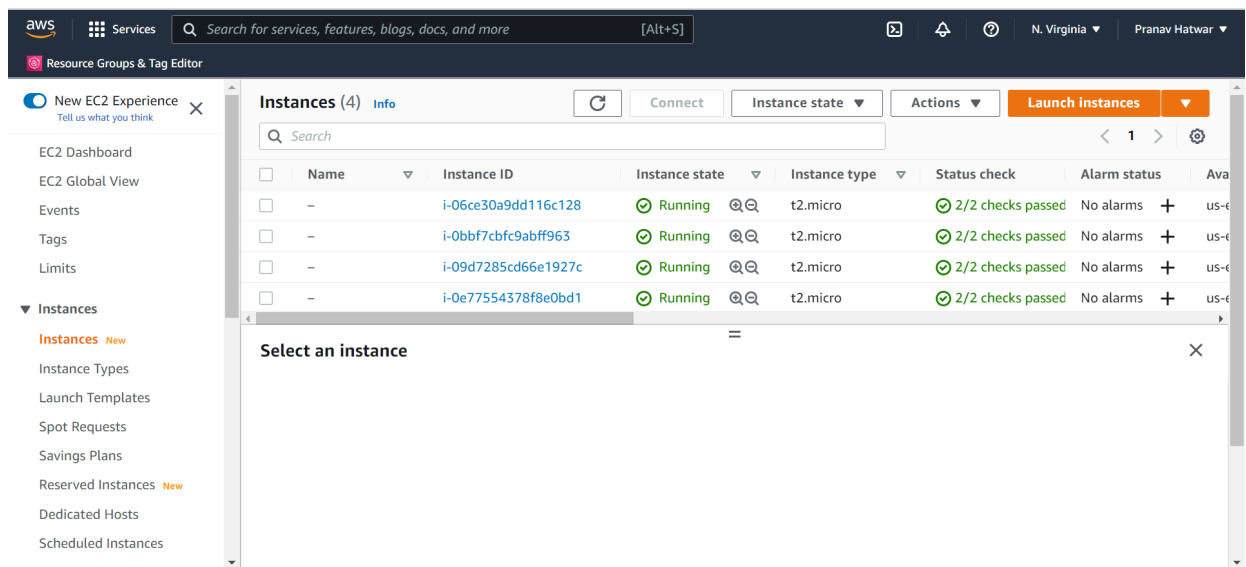 aws Services Search for services, features, blogs, docs, and more [Alt+S] N. Virginia ▼ Pranav Hatwar ▼
Resource Groups & Tag Editor
New EC2 Experience
Tell us what you think
EC2 Dashboard
EC2 Global View
Events
Tags
Limits
Instances
Instances New
Instance Types
Launch Templates
Spot Requests
Savings Plans
Reserved Instances New
Dedicated Hosts
Scheduled Instances
Instances (4) Info Connect Instance state ▼ Actions ▼ Launch instances ▼
Search
< 1 >
Name Instance ID Instance state Instance type Status check Alarm status Ava
– i-06ce30a9dd116c128 Running t2.micro 2/2 checks passed No alarms + us-e
– i-0bbf7cbfc9abff963 Running t2.micro 2/2 checks passed No alarms + us-e
– i-09d7285cd66e1927c Running t2.micro 2/2 checks passed No alarms + us-e
– i-0e77554378f8e0bd1 Running t2.micro 2/2 checks passed No alarms + us-e
Select an instance